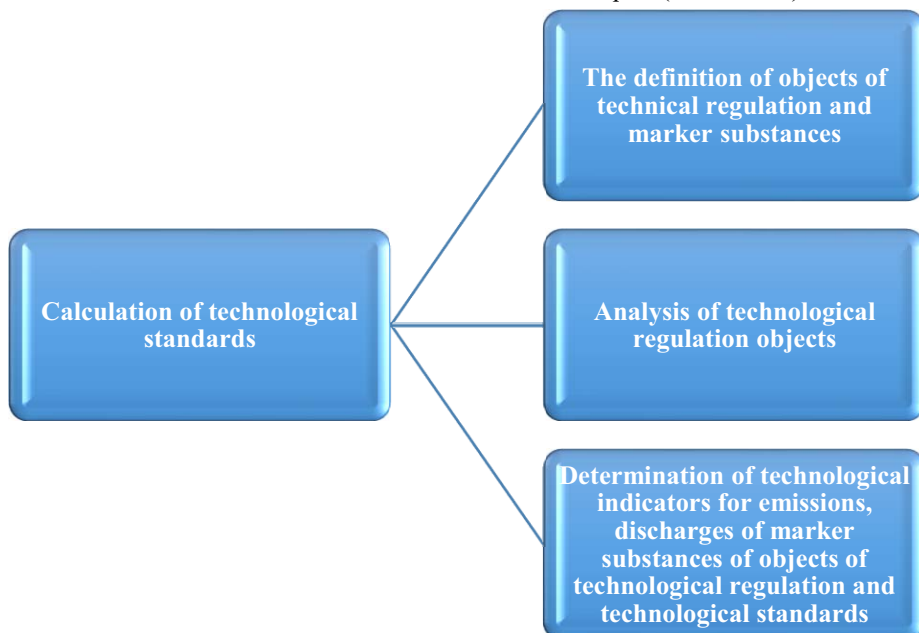 The definition of objects of
technical regulation and
marker substances
Calculation of technological
standards
Analysis of technological
regulation objects
Determination of technological
indicators for emissions,
discharges of marker
substances of objects of
technological regulation and
technological standards